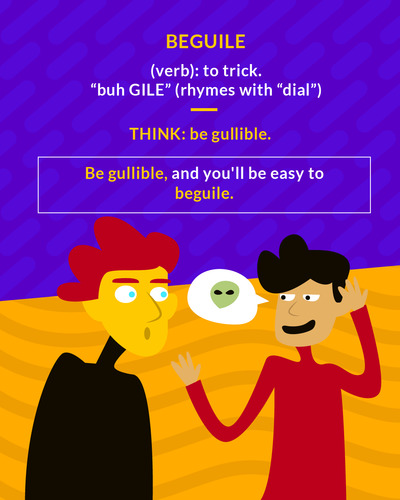 BEGUILE
(verb): to trick.
“buh GILE” (rhymes with “dial”)
THINK: be gullible.
Be gullible, and you'll be easy to
beguile.